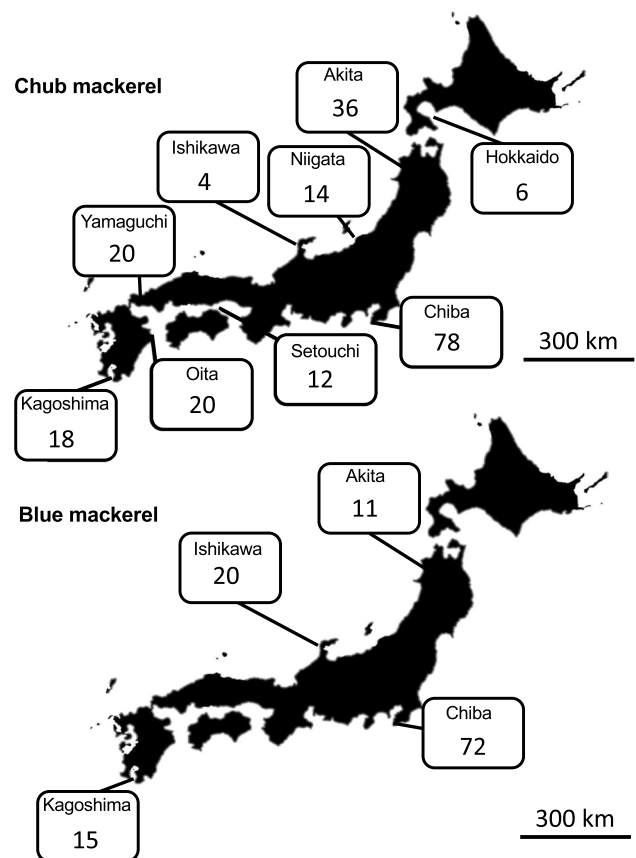 Chub mackerel
Akita
36
Ishikawa
4
Niigata
14
Hokkaido
6
Yamaguchi
20
Chiba
78
300 km
Setouchi
12
Oita
20
Kagoshima
18
Blue mackerel
Akita
11
Ishikawa
20
Chiba
72
Kagoshima
15
300 km